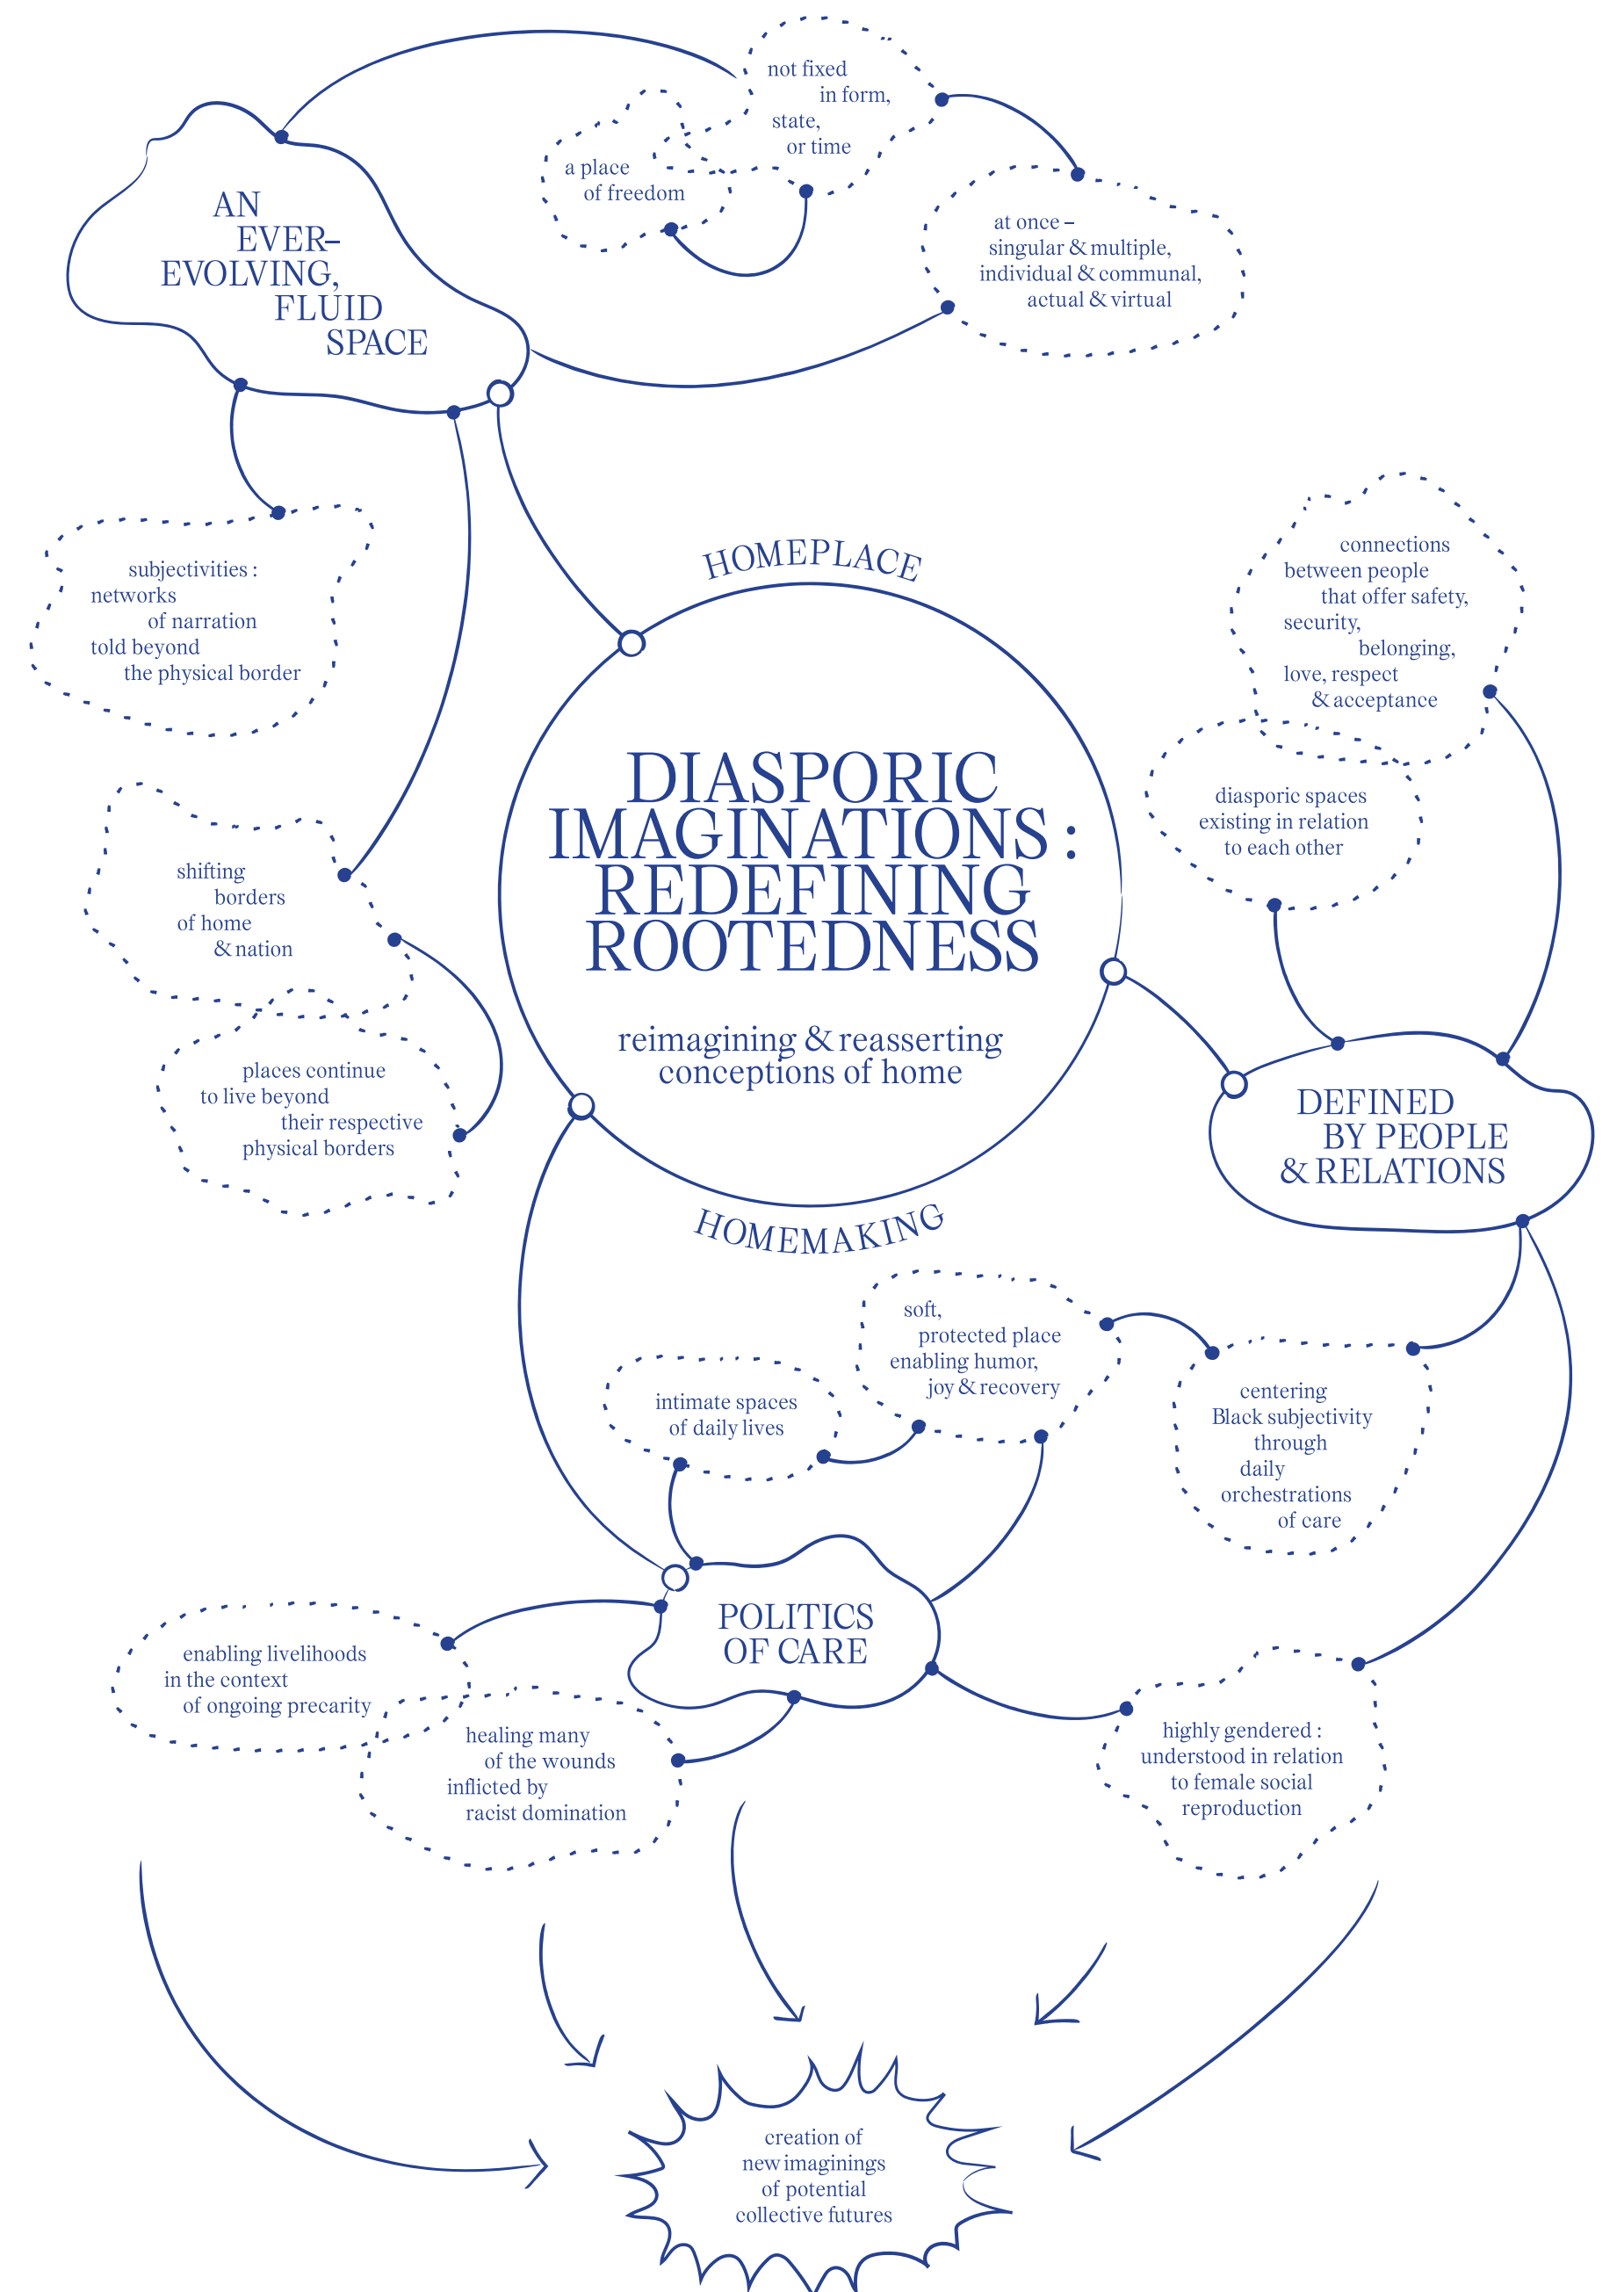 not fixed
in form,
state,
or time
a place
of freedom
at once –
singular & multiple,
individual & communal,
actual & virtual
AN
EVER–
EVOLVING,
FLUID
SPACE
subjectivities :
networks
of narration
told beyond
the physical border
HOMEPLACE
connections
between people
that offer safety,
security,
belonging,
love, respect
& acceptance
diasporic spaces
existing in relation
to each other
DIASPORIC
IMAGINATIONS :
REDEFINING
ROOTEDNESS
reimagining & reasserting
conceptions of home
shifting
borders
of home
& nation
places continue
to live beyond
their respective
physical borders
DEFINED
BY PEOPLE
& RELATIONS
HOMEMAKING
soft,
protected place
enabling humor,
joy & recovery
intimate spaces
of daily lives
centering
Black subjectivity
through
daily
orchestrations
of care
POLITICS
OF CARE
enabling livelihoods
in the context
of ongoing precarity
healing many
of the wounds
inflicted by
racist domination
highly gendered :
understood in relation
to female social
reproduction
creation of
new imaginings
of potential
collective futures